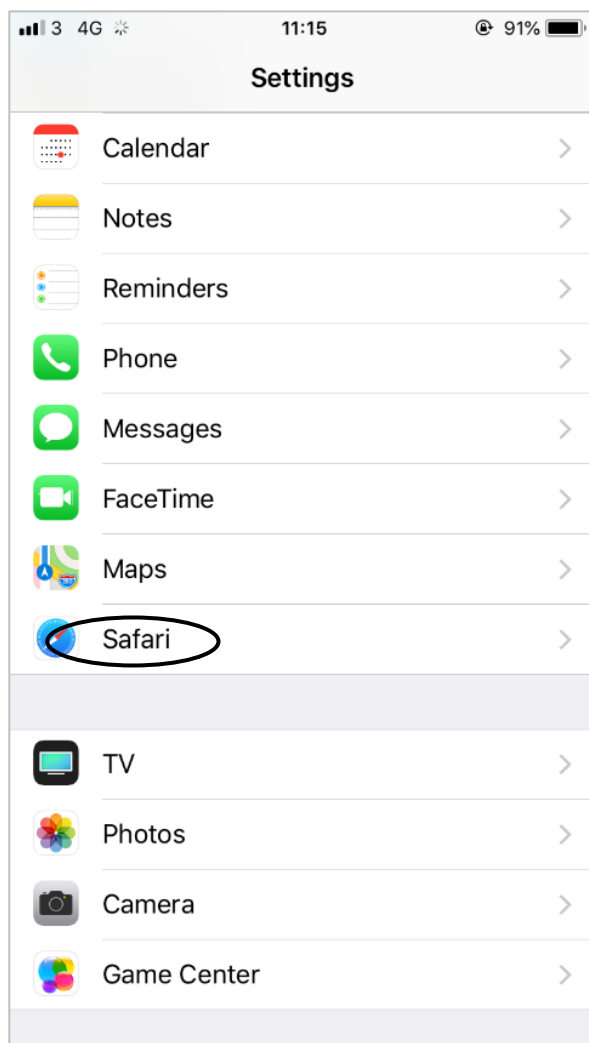 3 4G 11:15 91%
Settings
Calendar
Notes
Reminders
Phone
Messages
FaceTime
Maps
Safari
TV
Photos
Camera
Game Center